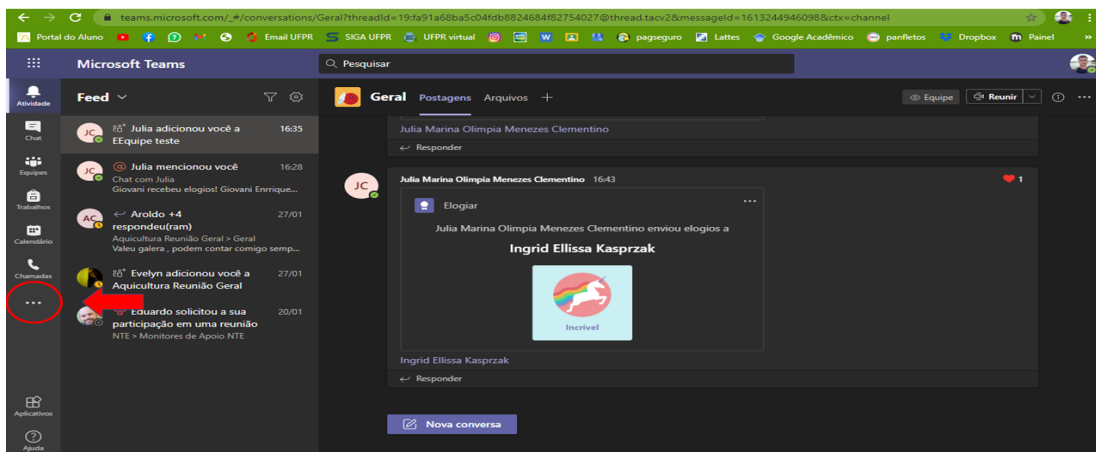 teams.microsoft.com/_#/conversations/Geral?threadId=19:fa91a68ba5c04fdb8824684f82754027@thread.tacv2&messageId=1613244946098&ctx=channel
Portal do Aluno
Email UFPR
SIGA UFPR
UFPR virtual
pagseguro
Lattes
Google Acadêmico
panfletos
Dropbox
Painel
»
Microsoft Teams
Pesquisar
Atividade
Chat
Equipes
Trabalhos
Calendário
Chamadas
Aplicativos
Ajuda
Feed
Julia adicionou você a 16:35
EEquipe teste
Julia mencionou você 16:28
Chat com Julia
Giovani recebeu elogios! Giovani Enrrique...
Aroldo +4 27/01
respondeu(ram)
Aquicultura Reunião Geral > Geral
Valeu galera , podem contar comigo semp...
Evelyn adicionou você a 27/01
Aquicultura Reunião Geral
Eduardo solicitou a sua 20/01
participação em uma reunião
NTE > Monitores de Apoio NTE
JC
JC
AC
Geral Postagens Arquivos
Equipe
Reunir
Julia Marina Olimpia Menezes Clementino
Responder
JC
Julia Marina Olimpia Menezes Clementino 16:43
1
Elogiar
Julia Marina Olimpia Menezes Clementino enviou elogios a
Ingrid Ellissa Kasprzak
Incrível
Ingrid Ellissa Kasprzak
Responder
Nova conversa